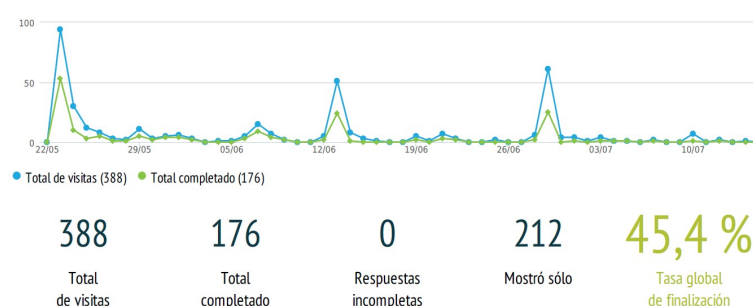 100
50
0
22/05 29/05 05/06 12/06 19/06 26/06 03/07 10/07
Total de visitas (388) Total completado (176)
388 176 0 212 45,4 %
Total Total Respuestas Mostró sólo Tasa global
de visitas completado incompletas de finalización